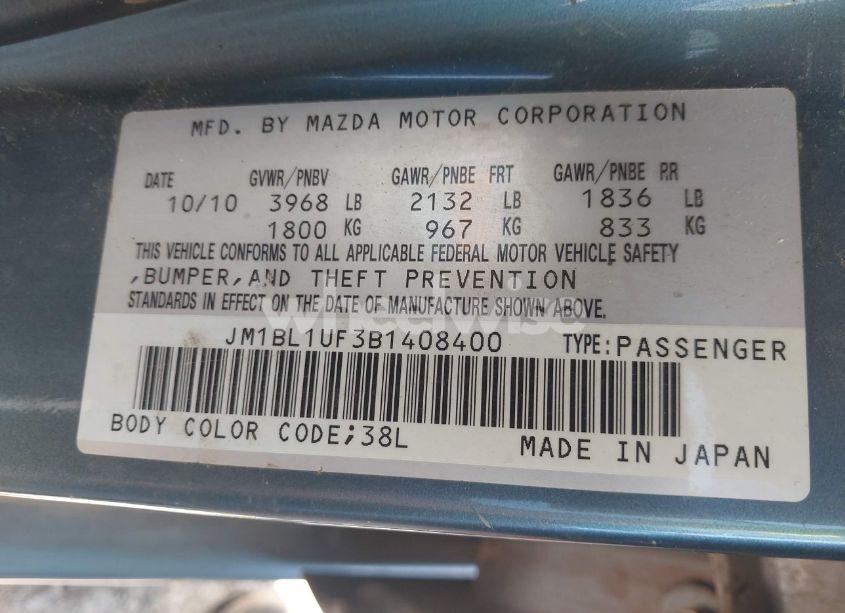 MFD. BY MAZDA MOTOR CORPORATION
DATE GVWR/PNBV GAWR/PNBE FRT GAWR/PNBE RR
10/10 3968 LB 2132 LB 1836 LB
1800 KG 967 KG 833 KG
THIS VEHICLE CONFORMS TO ALL APPLICABLE FEDERAL MOTOR VEHICLE SAFETY
,BUMPER,AND THEFT PREVENTION
STANDARDS IN EFFECT ON THE DATE OF MANUFACTURE SHOWN ABOVE.
wheelwise
JM1BL1UF3B1408400 TYPE:PASSENGER
BODY COLOR CODE;38L MADE IN JAPAN